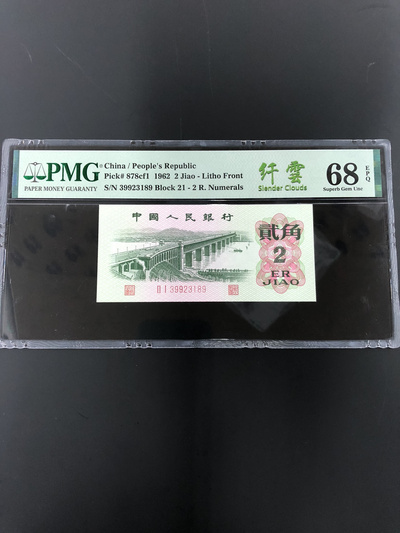 PMG
PAPER MONEY GUARANTY
China / People's Republic
Pick# 878cf1 1962 2 Jiao - Litho Front
S/N 39923189 Block 21 - 2 R. Numerals
纤雲
Slender Clouds
68 EPQ
Superb Gem Unc
中國人民銀行
貳角
2
ER
JIAO
II I 39923189